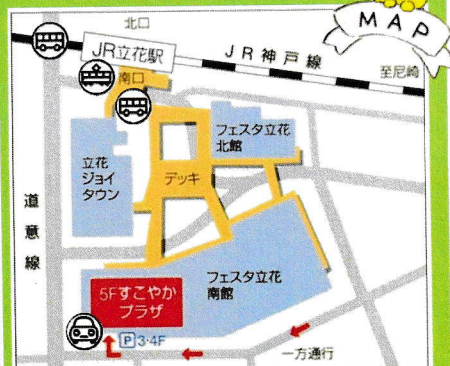 MAP
北口
JR立花駅
JR神戸線
至尼崎
南口
フェスタ立花
北館
立花
ジョイ
タウン
デッキ
道意線
フェスタ立花
南館
5Fすこやか
プラザ
P3・4F
一方通行